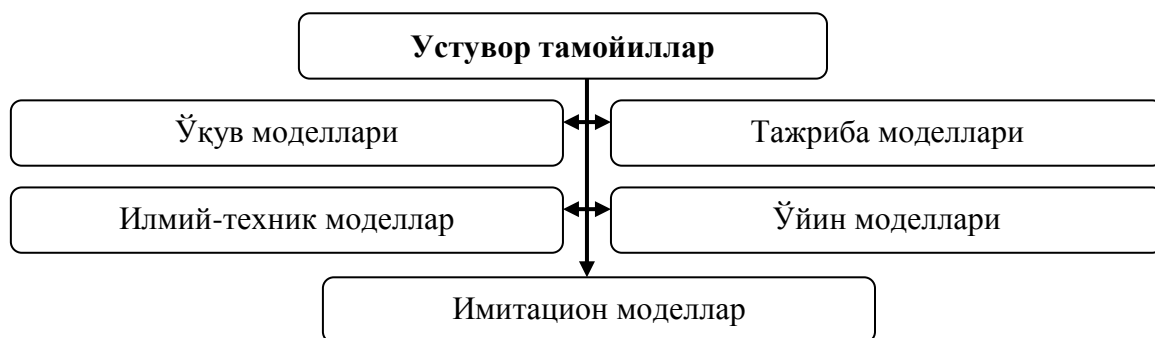 Устувор тамойиллар
Ўқув моделлари
Тажриба моделлари
Илмий-техник моделлар
Ўйин моделлари
Имитацион моделлар